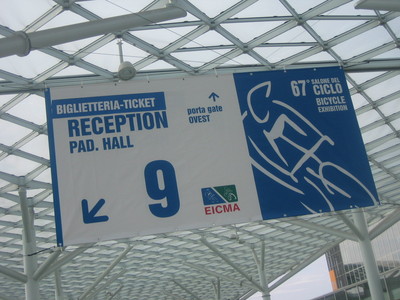 BIGLIETTERIA-TICKET
RECEPTION
PAD. HALL
9
porta gate
OVEST
EICMA
67° SALONE DEL
CICLO
BICYCLE
EXHIBITION